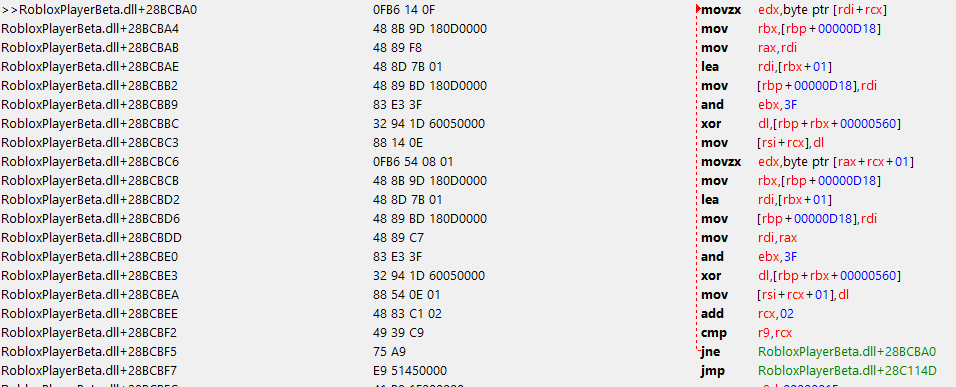 >>RobloxPlayerBeta.dll+28BCBA0 0FB6 14 0F movzx edx,byte ptr [rdi+rcx]
RobloxPlayerBeta.dll+28BCBA4 48 8B 9D 180D0000 mov rbx,[rbp+00000D18]
RobloxPlayerBeta.dll+28BCBAB 48 89 F8 mov rax,rdi
RobloxPlayerBeta.dll+28BCBAE 48 8D 7B 01 lea rdi,[rbx+01]
RobloxPlayerBeta.dll+28BCBB2 48 89 BD 180D0000 mov [rbp+00000D18],rdi
RobloxPlayerBeta.dll+28BCBB9 83 E3 3F and ebx,3F
RobloxPlayerBeta.dll+28BCBBC 32 94 1D 60050000 xor dl,[rbp+rbx+00000560]
RobloxPlayerBeta.dll+28BCBC3 88 14 0E mov [rsi+rcx],dl
RobloxPlayerBeta.dll+28BCBC6 0FB6 54 08 01 movzx edx,byte ptr [rax+rcx+01]
RobloxPlayerBeta.dll+28BCBCB 48 8B 9D 180D0000 mov rbx,[rbp+00000D18]
RobloxPlayerBeta.dll+28BCBD2 48 8D 7B 01 lea rdi,[rbx+01]
RobloxPlayerBeta.dll+28BCBD6 48 89 BD 180D0000 mov [rbp+00000D18],rdi
RobloxPlayerBeta.dll+28BCBDD 48 89 C7 mov rdi,rax
RobloxPlayerBeta.dll+28BCBE0 83 E3 3F and ebx,3F
RobloxPlayerBeta.dll+28BCBE3 32 94 1D 60050000 xor dl,[rbp+rbx+00000560]
RobloxPlayerBeta.dll+28BCBEA 88 54 0E 01 mov [rsi+rcx+01],dl
RobloxPlayerBeta.dll+28BCBEE 48 83 C1 02 add rcx,02
RobloxPlayerBeta.dll+28BCBF2 49 39 C9 cmp r9,rcx
RobloxPlayerBeta.dll+28BCBF5 75 A9 jne RobloxPlayerBeta.dll+28BCBA0
RobloxPlayerBeta.dll+28BCBF7 E9 51450000 jmp RobloxPlayerBeta.dll+28C114D